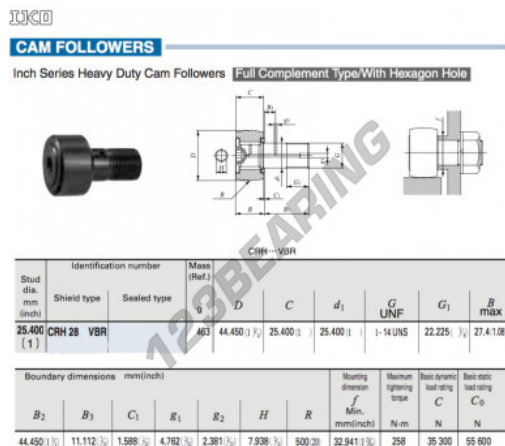 IKO
CAM FOLLOWERS
Inch Series Heavy Duty Cam Followers Full Complement Type/With Hexagon Hole
C
D
R
B
CRH…VBR
123BEARING
Stud dia. mm (inch) Identification number Mass (Ref.)
Shield type Sealed type g D C d1 G UNF G1 B max
25.400 (1) CRH 28 VBR 463 44.450 25.400 (1) 25.400 (1) 1-14 UNS 22.225 27.4 (1.08
Boundary dimensions mm(inch) Mounting dimension Maximum tightening torque Basic dynamic load rating Basic static load rating
B2 B3 C1 g1 g2 H R f Min. mm(inch) N-m C N C0 N
44.450 11.112 1.588 4.762 2.381 7.938 500(20) 32.941 258 35 300 55 600